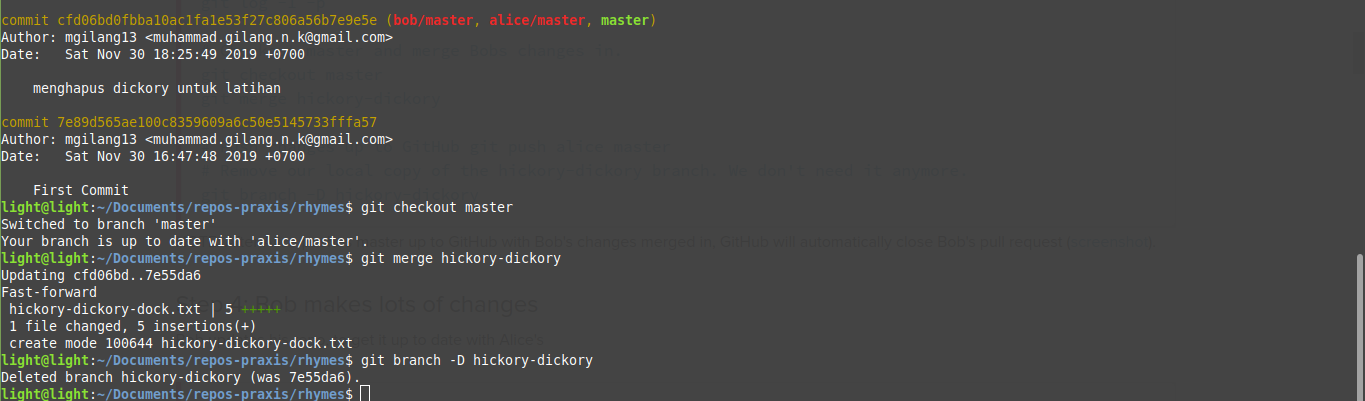 commit cfd06bd0fbba10ac1fa1e53f27c806a56b7e9e5e (bob/master, alice/master, master)
Author: mgilang13 <muhammad.gilang.n.k@gmail.com>
Date:   Sat Nov 30 18:25:49 2019 +0700
    menghapus dickory untuk latihan
commit 7e89d565ae100c8359609a6c50e5145733fffa57
Author: mgilang13 <muhammad.gilang.n.k@gmail.com>
Date:   Sat Nov 30 16:47:48 2019 +0700
    First Commit
light@light:~/Documents/repos-praxis/rhymes$ git checkout master
Switched to branch 'master'
Your branch is up to date with 'alice/master'.
light@light:~/Documents/repos-praxis/rhymes$ git merge hickory-dickory
Updating cfd06bd..7e55da6
Fast-forward
 hickory-dickory-dock.txt | 5 +++++
 1 file changed, 5 insertions(+)
 create mode 100644 hickory-dickory-dock.txt
light@light:~/Documents/repos-praxis/rhymes$ git branch -D hickory-dickory
Deleted branch hickory-dickory (was 7e55da6).
light@light:~/Documents/repos-praxis/rhymes$